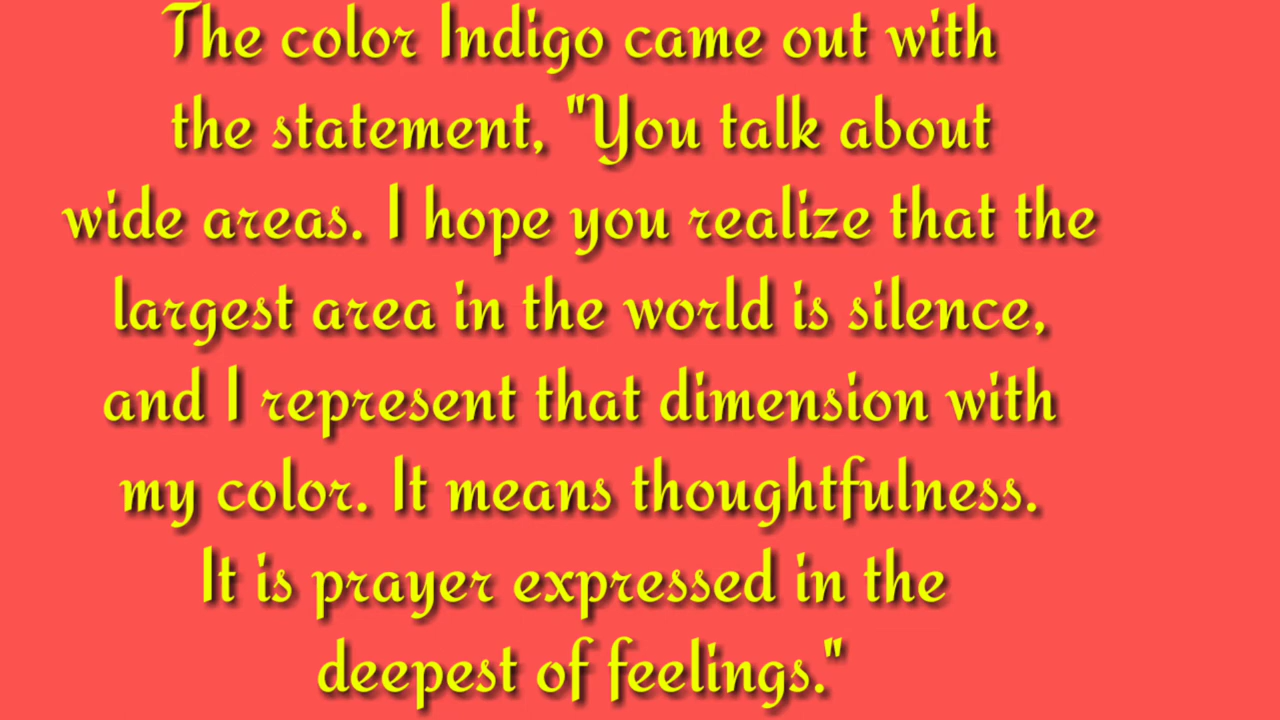 The color Indigo came out with
the statement, "You talk about
wide areas. I hope you realize that the
largest area in the world is silence,
and I represent that dimension with
my color. It means thoughtfulness.
It is prayer expressed in the
deepest of feelings."